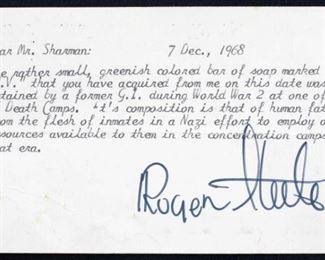 ar Mr. Sharman: 7 Dec., 1968
e rather small, greenish colored bar of soap marked
.V." that you have acquired from me on this date was
tained by a former G.I. during World War 2 at one of
Death Camps. It's composition is that of human fat
om the flesh of inmates in a Nazi effort to employ a
sources available to them in the concentration camps
at era.
Roger